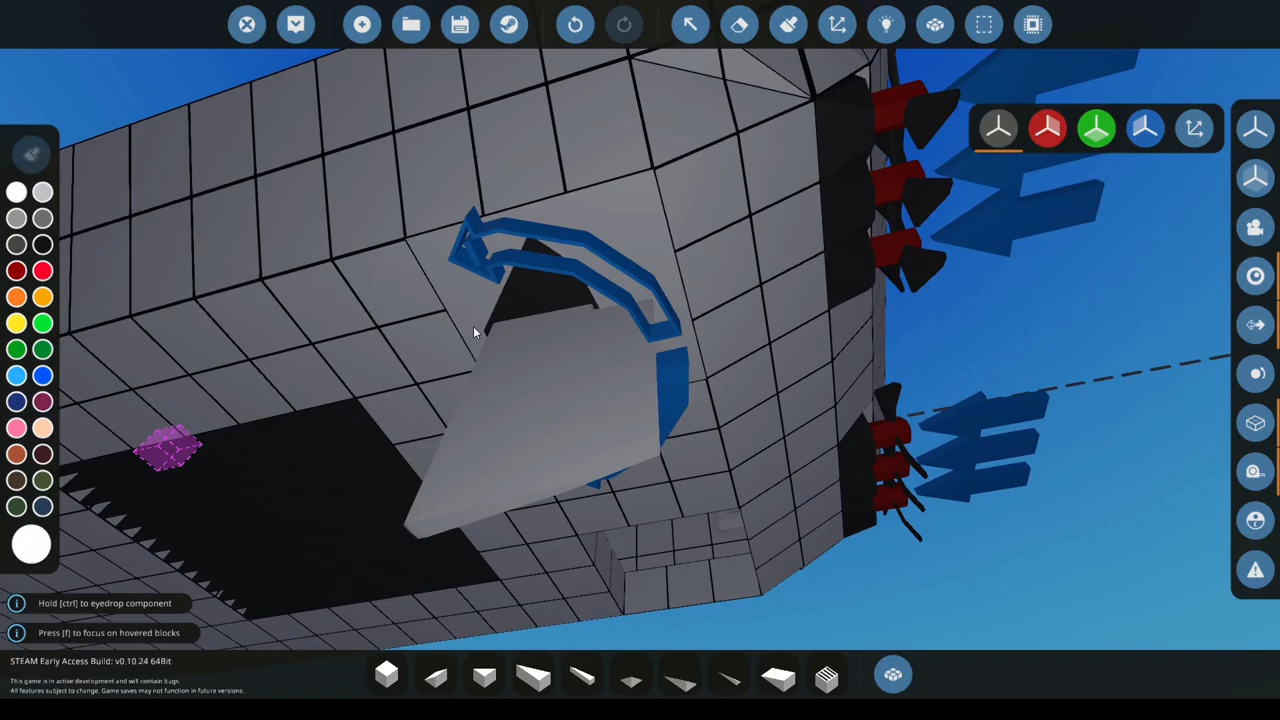 Hold [ctrl] to eyedrop component
Press [f] to focus on hovered blocks
STEAM Early Access Build: v0.10.24 64Bit
This game is in active development and will contain bugs.
All features subject to change. Game saves may not function in future versions.